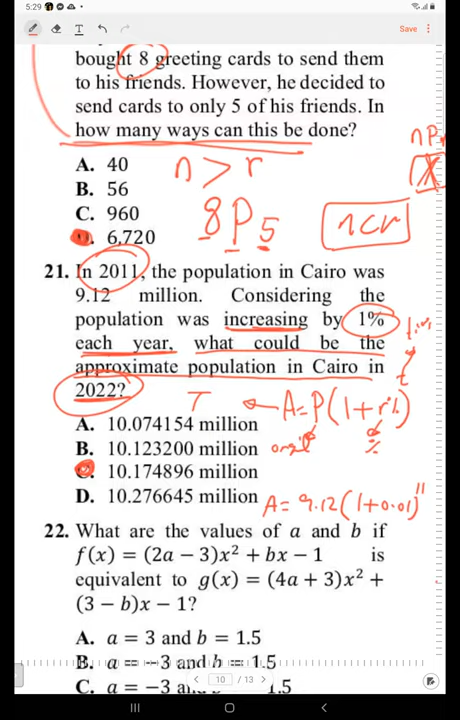 5:29
Save
bought 8 greeting cards to send them
to his friends. However, he decided to
send cards to only 5 of his friends. In
how many ways can this be done?
A. 40
n > r
B. 56
C. 960
8P5
nCr
6,720
21. In 2011, the population in Cairo was
9.12 million. Considering the
population was increasing by 1%
each year, what could be the
approximate population in Cairo in
2022?
A=P(1+r%)
t
A. 10.074154 million
B. 10.123200 million
%
10.174896 million
D. 10.276645 million
A= 9.12(1+0.01)^11
22. What are the values of a and b if
f(x) = (2a − 3)x² + bx − 1 is
equivalent to g(x) = (4a + 3)x² +
(3 − b)x − 1?
A. a = 3 and b = 1.5
B. a = −3 and b = 1.5
10 / 13
C. a = −3 1.5